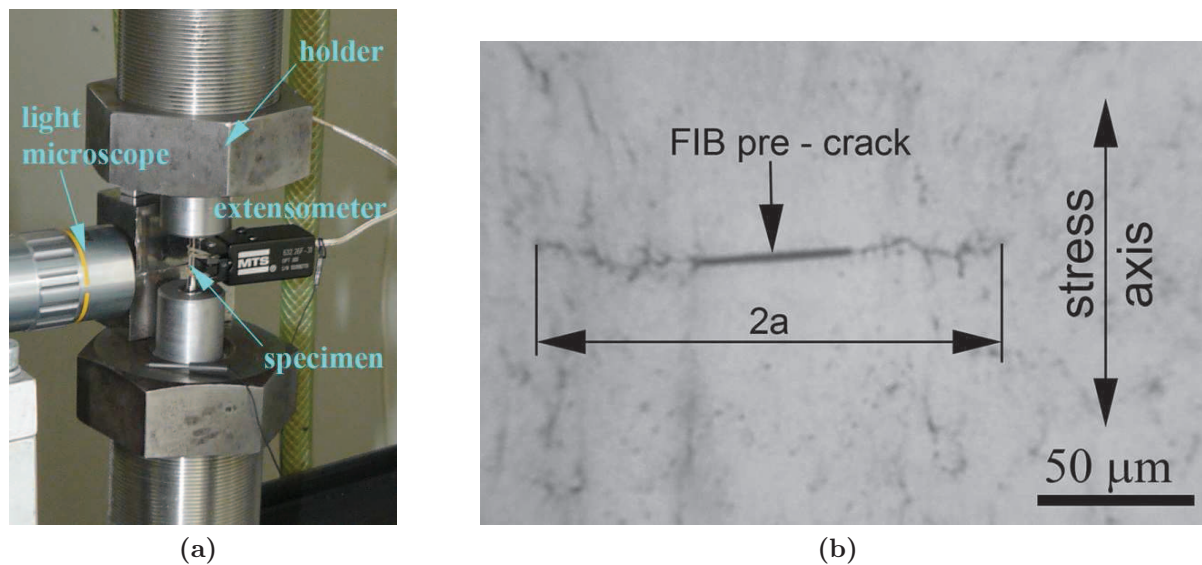 holder
light
microscope
extensometer
MTS
specimen
FIB pre - crack
2a
stress
axis
50 μm
(a)
(b)